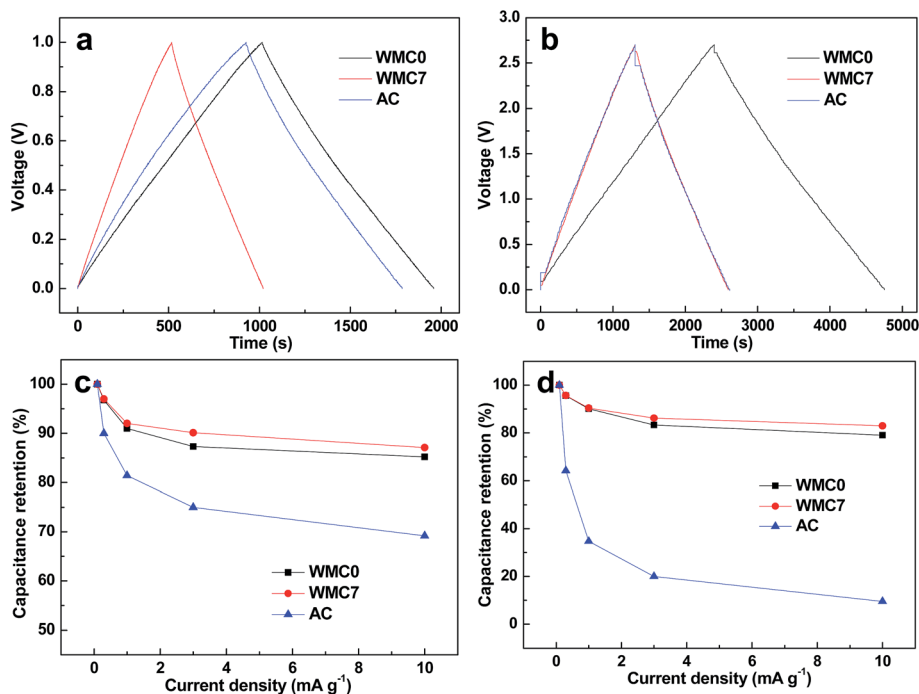 a
WMC0
WMC7
AC
Voltage (V)
1.0
0.8
0.6
0.4
0.2
0.0
0 500 1000 1500 2000
Time (s)
b
WMC0
WMC7
AC
Voltage (V)
3.0
2.5
2.0
1.5
1.0
0.5
0.0
0 1000 2000 3000 4000 5000
Time (s)
c
WMC0
WMC7
AC
Capacitance retention (%)
100
90
80
70
60
50
0 2 4 6 8 10
Current density (mA g⁻¹)
d
WMC0
WMC7
AC
Capacitance retention (%)
100
80
60
40
20
0
0 2 4 6 8 10
Current density (mA g⁻¹)